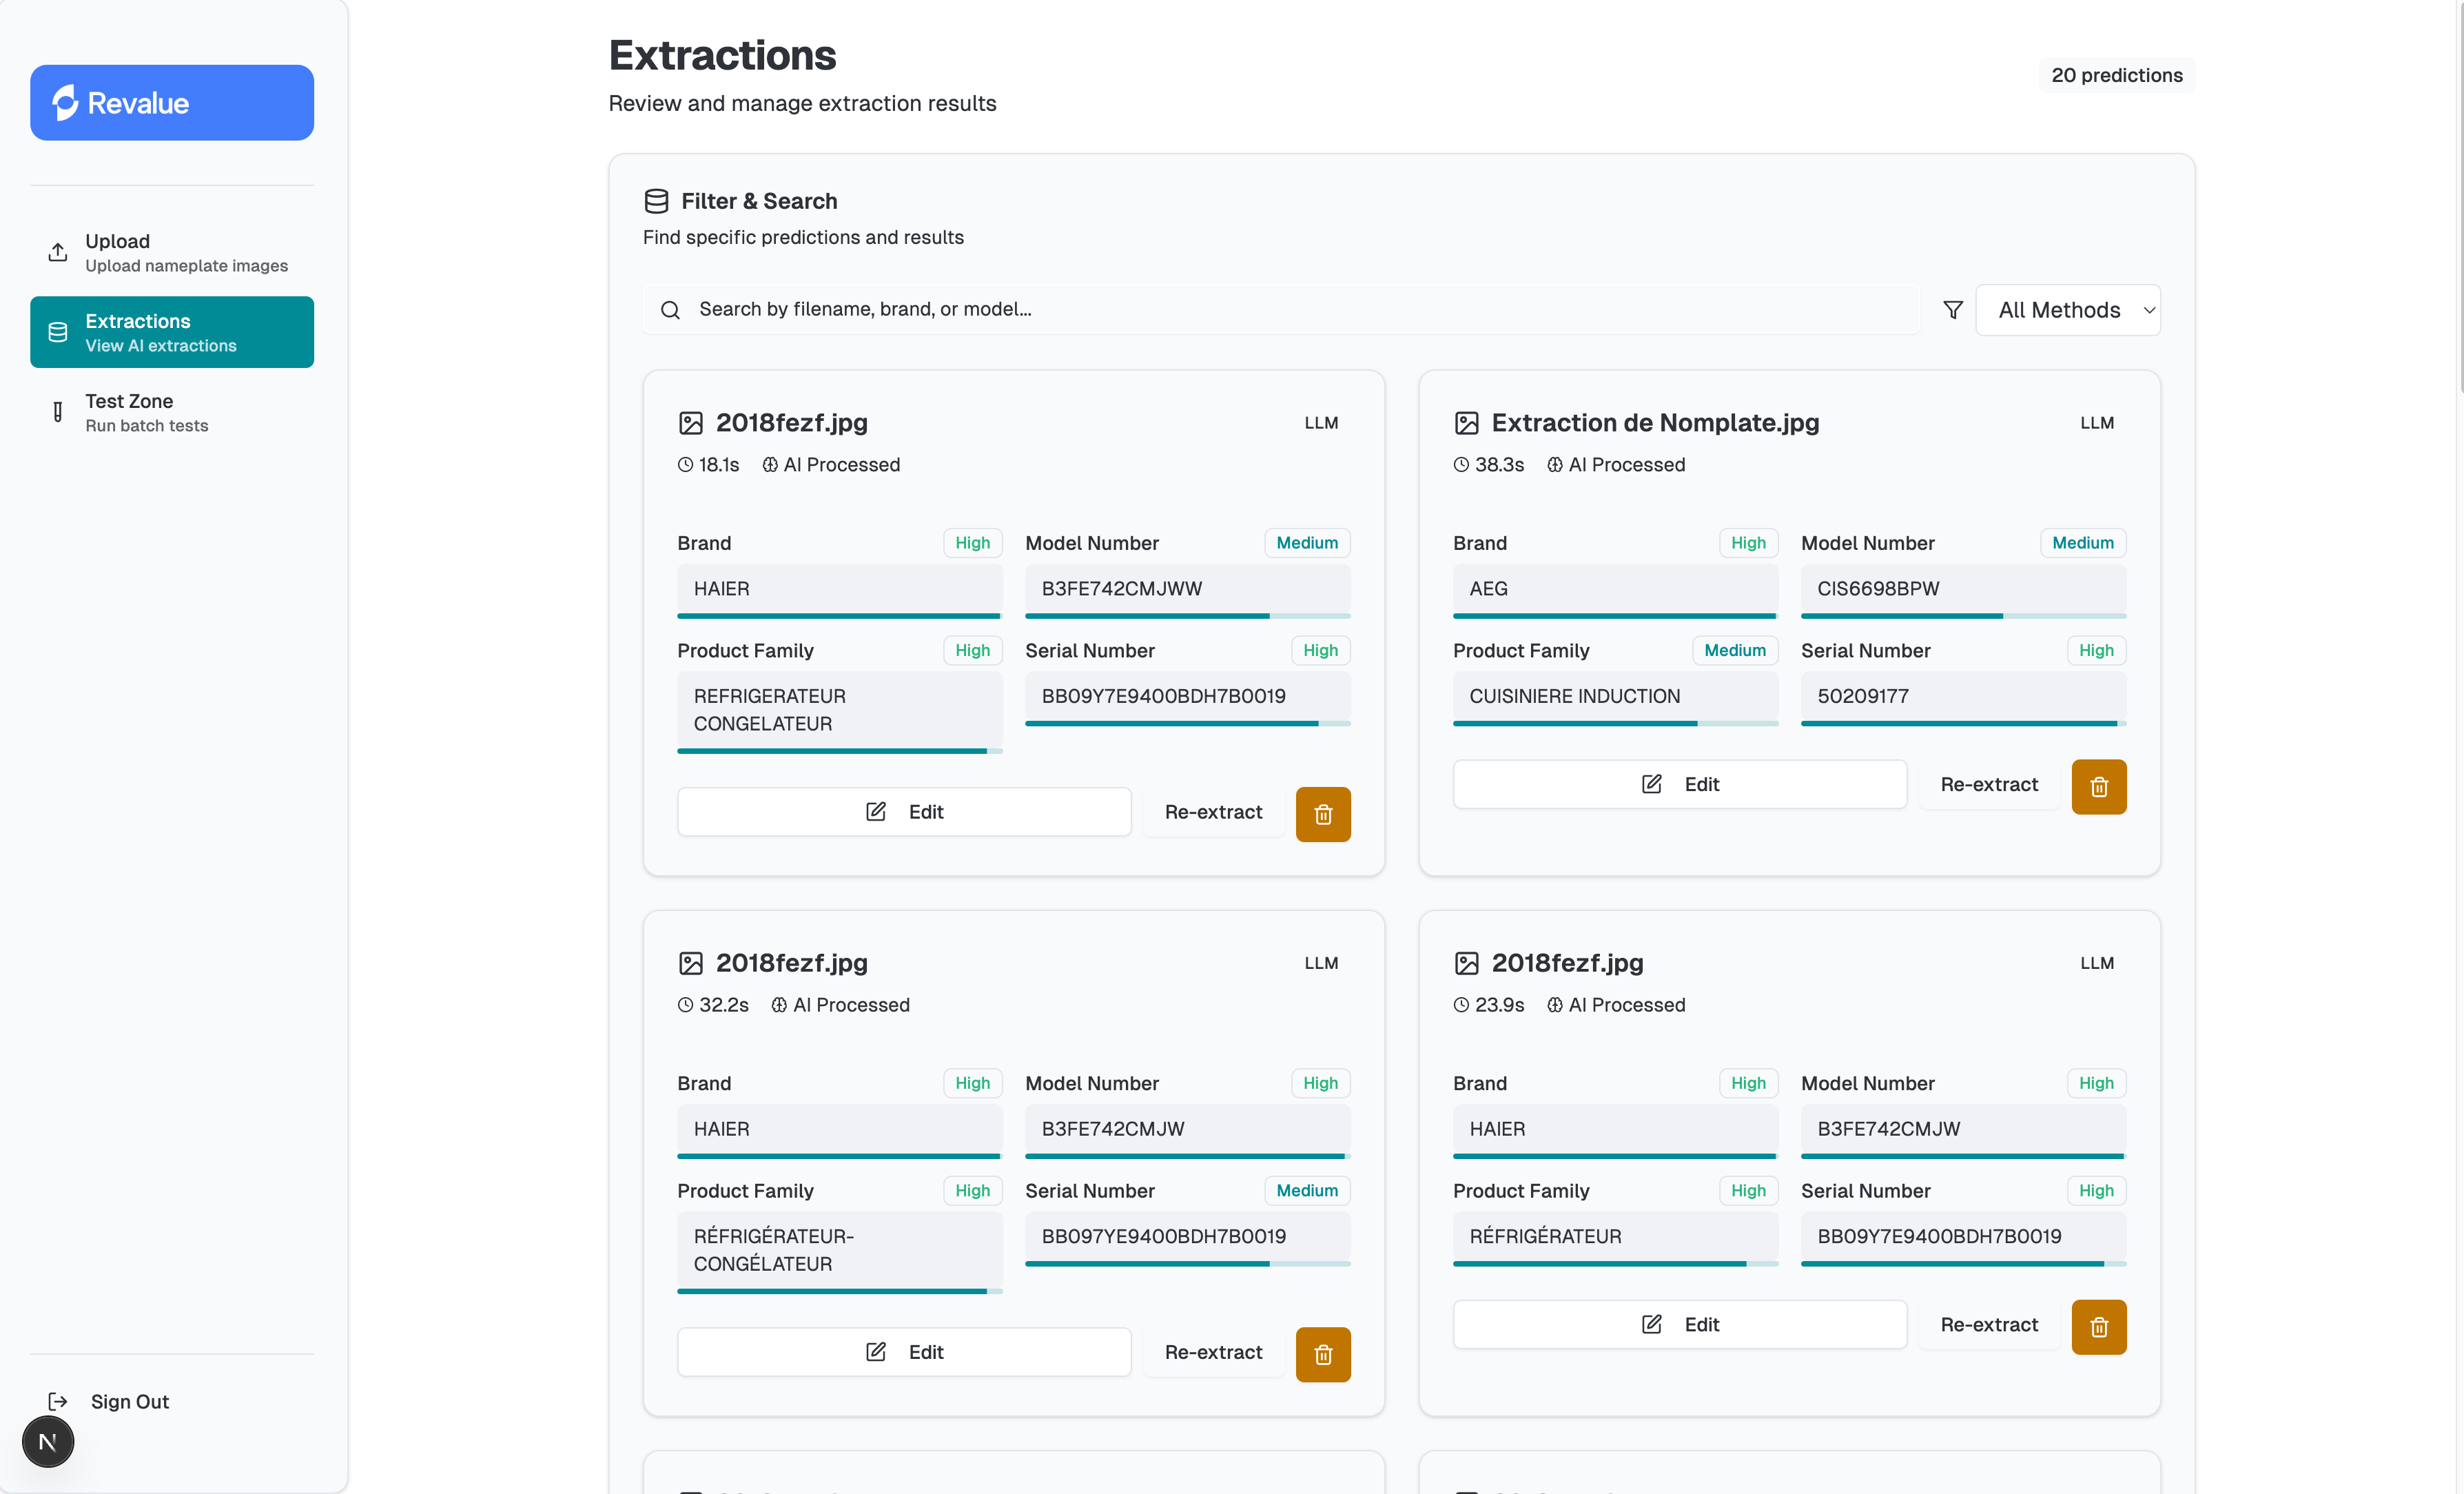 Revalue
Upload
Upload nameplate images
Extractions
View AI extractions
Test Zone
Run batch tests
Sign Out
N
Extractions
Review and manage extraction results
20 predictions
Filter & Search
Find specific predictions and results
Search by filename, brand, or model...
All Methods
2018fezf.jpg
LLM
18.1s AI Processed
Brand High
HAIER
Model Number Medium
B3FE742CMJWW
Product Family High
REFRIGERATEUR
CONGELATEUR
Serial Number High
BB09Y7E9400BDH7B0019
Edit
Re-extract
Extraction de Nomplate.jpg
LLM
38.3s AI Processed
Brand High
AEG
Model Number Medium
CIS6698BPW
Product Family Medium
CUISINIERE INDUCTION
Serial Number High
50209177
Edit
Re-extract
2018fezf.jpg
LLM
32.2s AI Processed
Brand High
HAIER
Model Number High
B3FE742CMJW
Product Family High
RÉFRIGÉRATEUR-
CONGÉLATEUR
Serial Number Medium
BB097YE9400BDH7B0019
Edit
Re-extract
2018fezf.jpg
LLM
23.9s AI Processed
Brand High
HAIER
Model Number High
B3FE742CMJW
Product Family High
RÉFRIGÉRATEUR
Serial Number High
BB09Y7E9400BDH7B0019
Edit
Re-extract